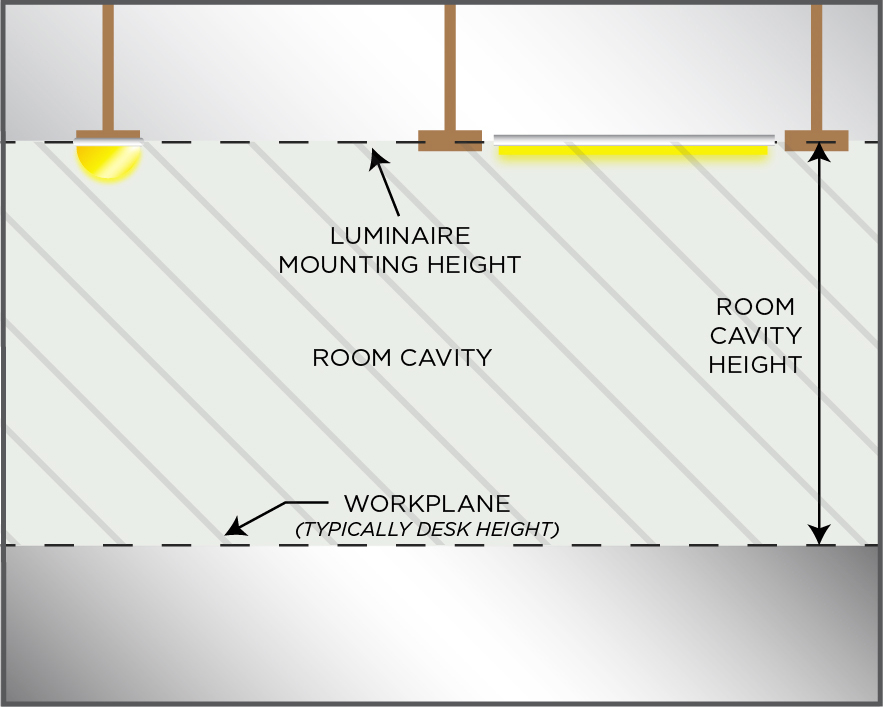 LUMINAIRE
MOUNTING HEIGHT
ROOM
CAVITY
HEIGHT
ROOM CAVITY
WORKPLANE
(TYPICALLY DESK HEIGHT)